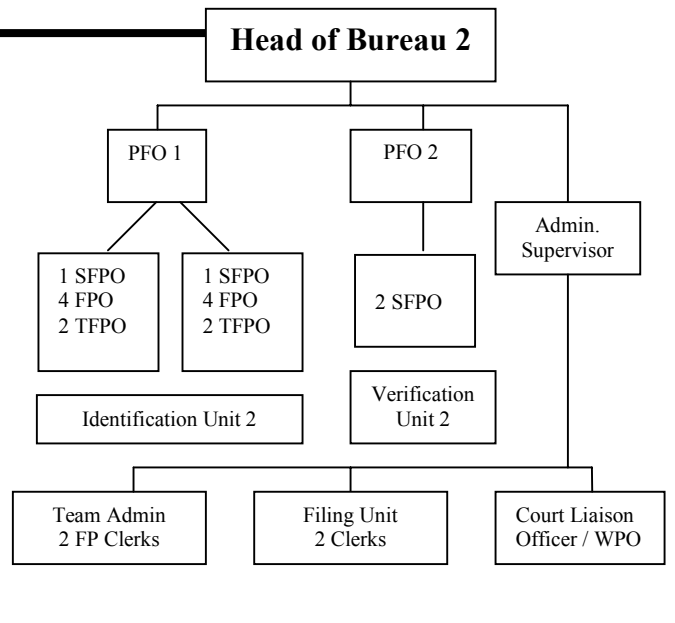 Head of Bureau 2
PFO 1
PFO 2
Admin.
Supervisor
1 SFPO
4 FPO
2 TFPO
1 SFPO
4 FPO
2 TFPO
2 SFPO
Identification Unit 2
Verification
Unit 2
Team Admin
2 FP Clerks
Filing Unit
2 Clerks
Court Liaison
Officer / WPO